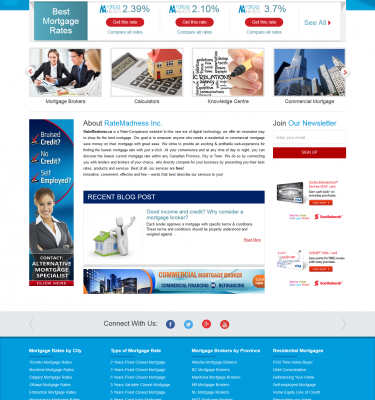 Best
Mortgage
Rates
2.39%
2.10%
3.7%
Get this rate
Get this rate
Get this rate
Compare all rates
Compare all rates
Compare all rates
See All
Mortgage Brokers
Calculators
Knowledge Centre
Commercial Mortgage
Bruised
Credit?
No
Credit?
Self
Employed?
CONTACT:
ALTERNATIVE
MORTGAGE
SPECIALIST
CLICK HERE
About RateMadness Inc.
RateMadness.ca is a Rate Comparison website! In this new era of digital technology, we offer an innovative way
to shop for the best mortgage. Our goal is to empower anyone who needs a residential or commercial mortgage
save money on their mortgage with great ease. We strive to provide an exciting & profitable web-experience for
finding the lowest mortgage rate with just a click. At your convenience and at any time of day or night, you can
discover the lowest current mortgage rate within any Canadian Province, City or Town. We do so by connecting
you with lenders and brokers of your choice, who directly compete for your business by presenting you their best
rates, products and services. Best of all, our services are free!
Innovative, convenient, effective and free – words that best describe our services to you!
RECENT BLOG POST
Good income and credit? Why consider a
mortgage broker?
Each lender approves a mortgage with specific terms & conditions.
These terms and conditions should be properly understood and
weighed against ...
Read More
COMMERCIAL MORTGAGE BROKER
COMMERCIAL FINANCING REFINANCING
Join Our Newsletter
enter your email...
SIGN UP
Scotiabank
Scotiabank
Connect With Us:
Mortgage Rates by City
Toronto Mortgage Rates
Montreal Mortgage Rates
Calgary Mortgage Rates
Ottawa Mortgage Rates
Edmonton Mortgage Rates
Type of Mortgage Rate
2 Years Fixed Closed Mortgage
3 Years Fixed Closed Mortgage
5 Years Fixed Closed Mortgage
5 Years Variable Closed Mortgage
Mortgage Brokers by Province
Alberta Mortgage Brokers
BC Mortgage Brokers
Manitoba Mortgage Brokers
NB Mortgage Brokers
NL Mortgage Brokers
Residential Mortgages
First Time Home Buyer
Debt Consolidation
Refinancing Your Home
Self-employed Mortgage
Home Equity Line of Credit